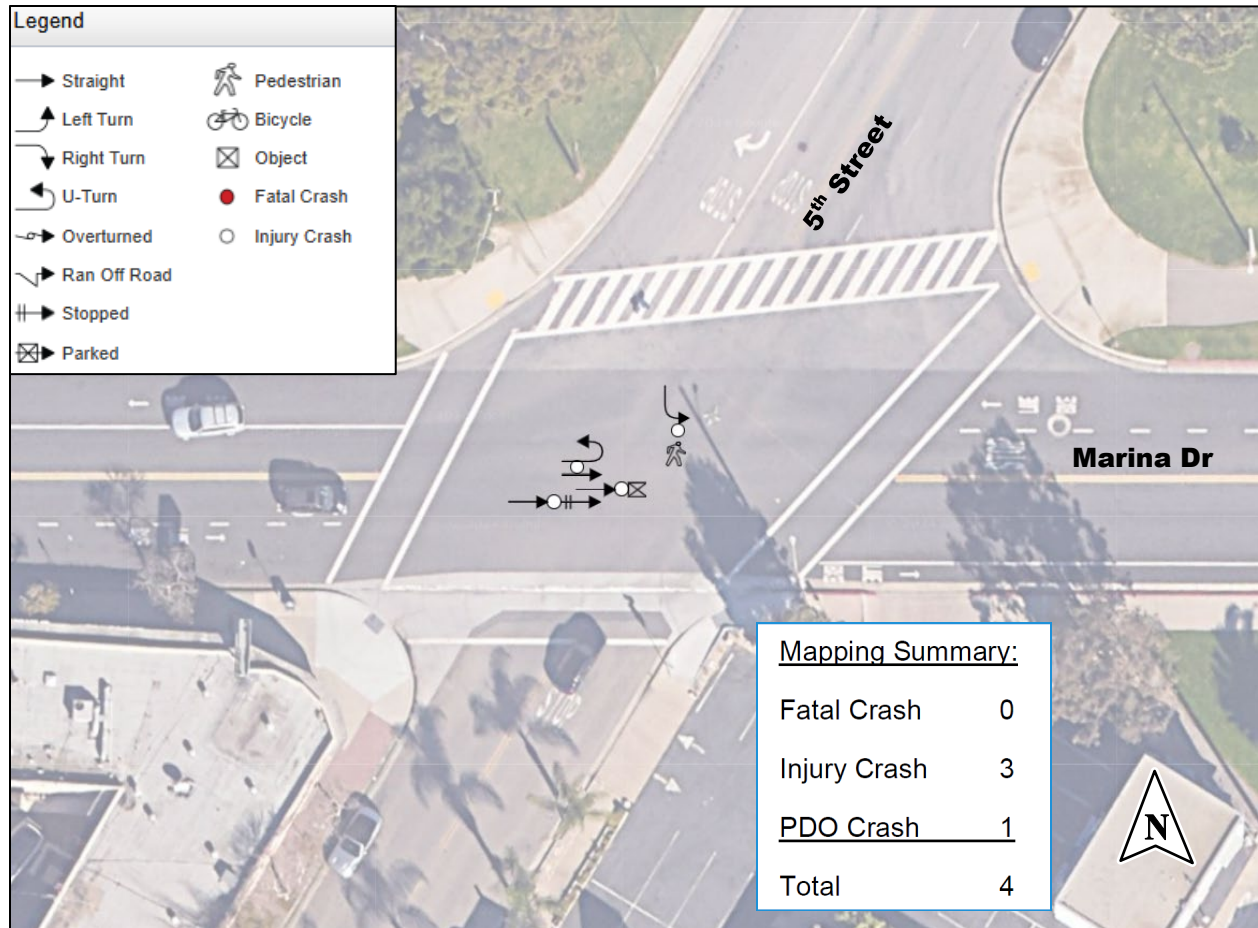 Legend
Straight
Left Turn
Right Turn
U-Turn
Overturned
Ran Off Road
Stopped
Parked
Pedestrian
Bicycle
Object
Fatal Crash
Injury Crash
5th Street
Marina Dr
Mapping Summary:
Fatal Crash 0
Injury Crash 3
PDO Crash 1
Total 4
N